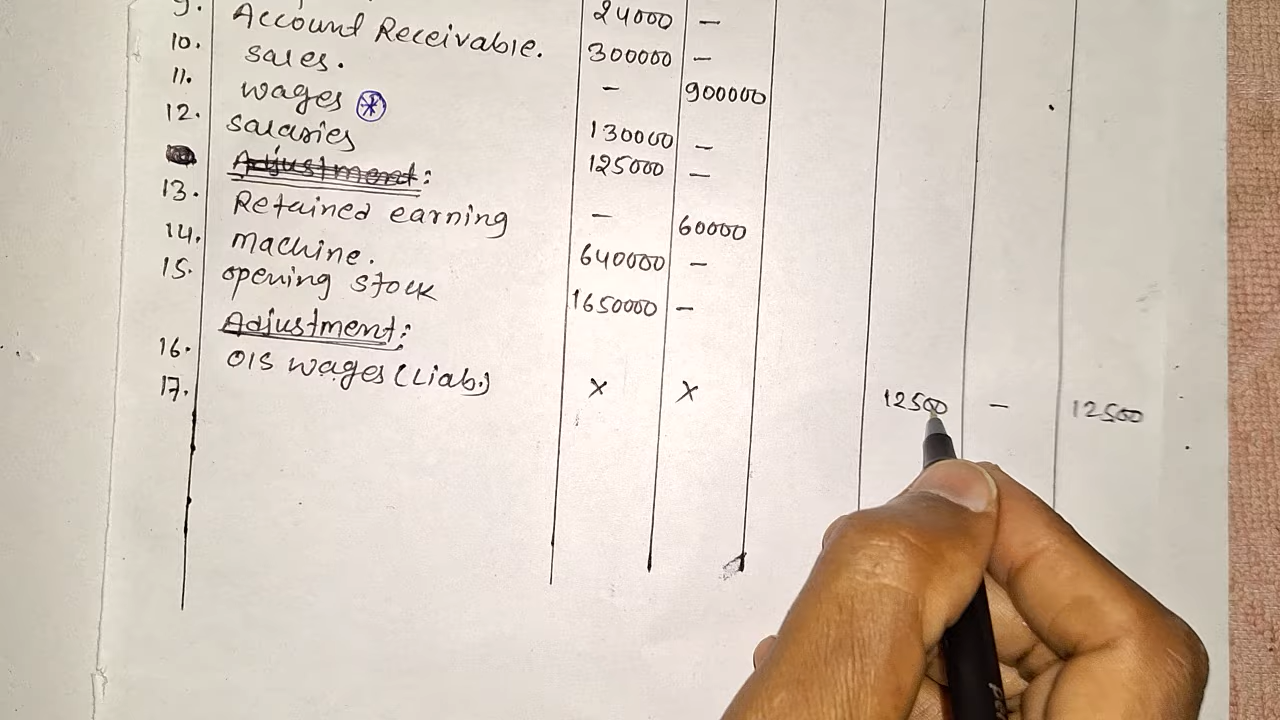 24000 –
9. Account Receivable. 300000 –
10. sales. – 900000
11. wages * 130000 –
12. salaries 125000 –
Adjustment:
13. Retained earning – 60000
14. machine. 640000 –
15. opening stock 1650000 –
Adjustment:
16. O/S wages (Liab.) x x 12500 – 12500
17.